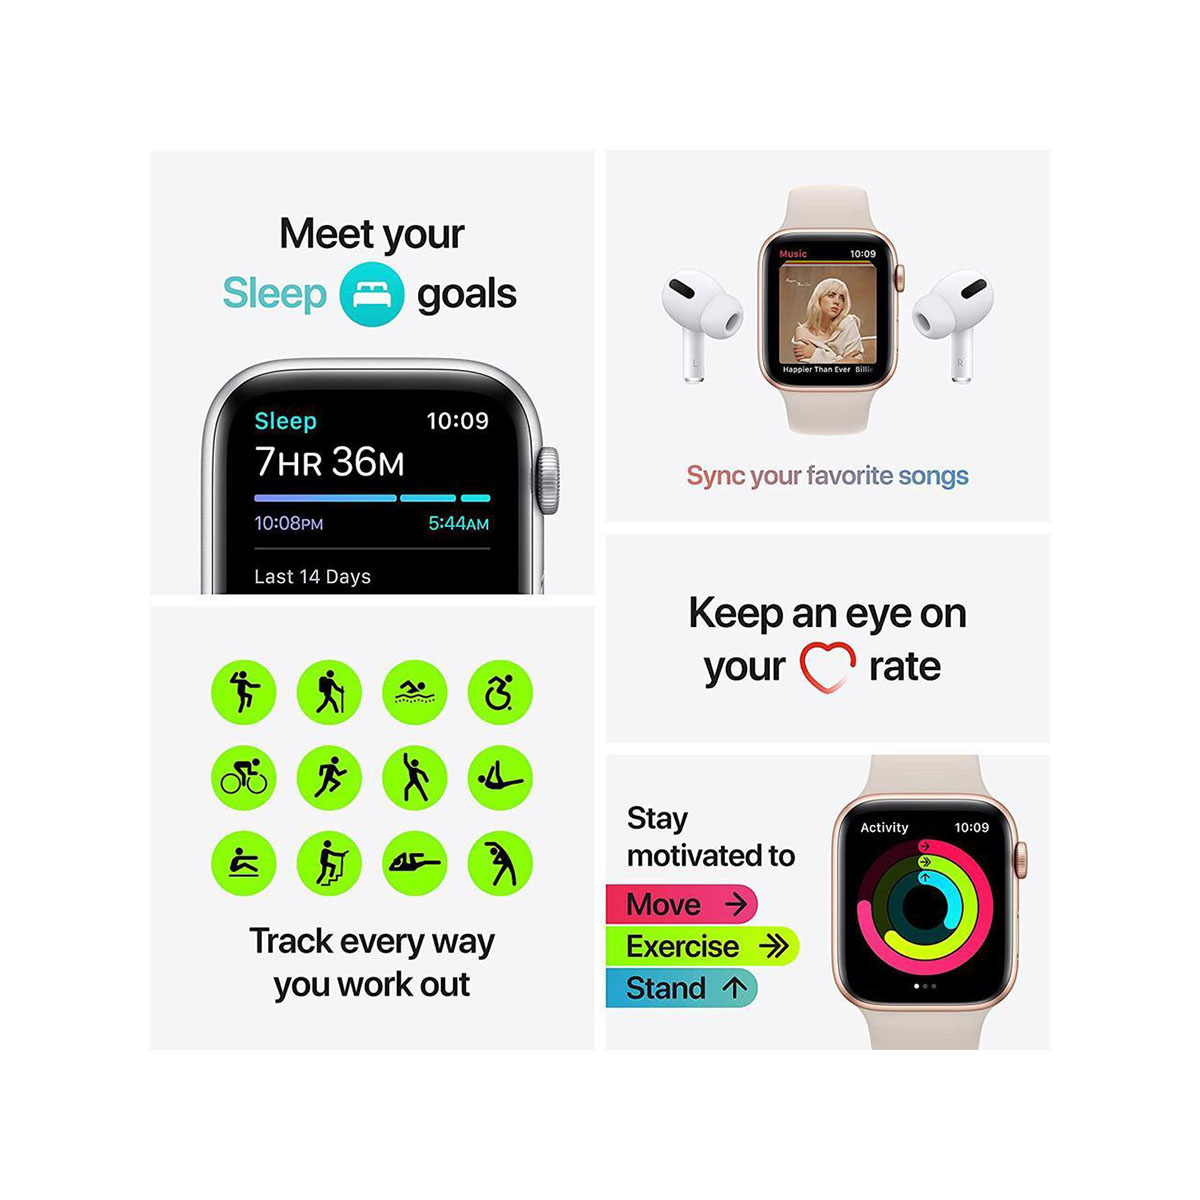 Meet your
Sleep goals
Sleep 10:09
7HR 36M
10:08PM 5:44AM
Last 14 Days
Music 10:09
Happier Than Ever Billie
L
R
Sync your favorite songs
Keep an eye on
your rate
Track every way
you work out
Stay
motivated to
Move
Exercise
Stand
Activity 10:09